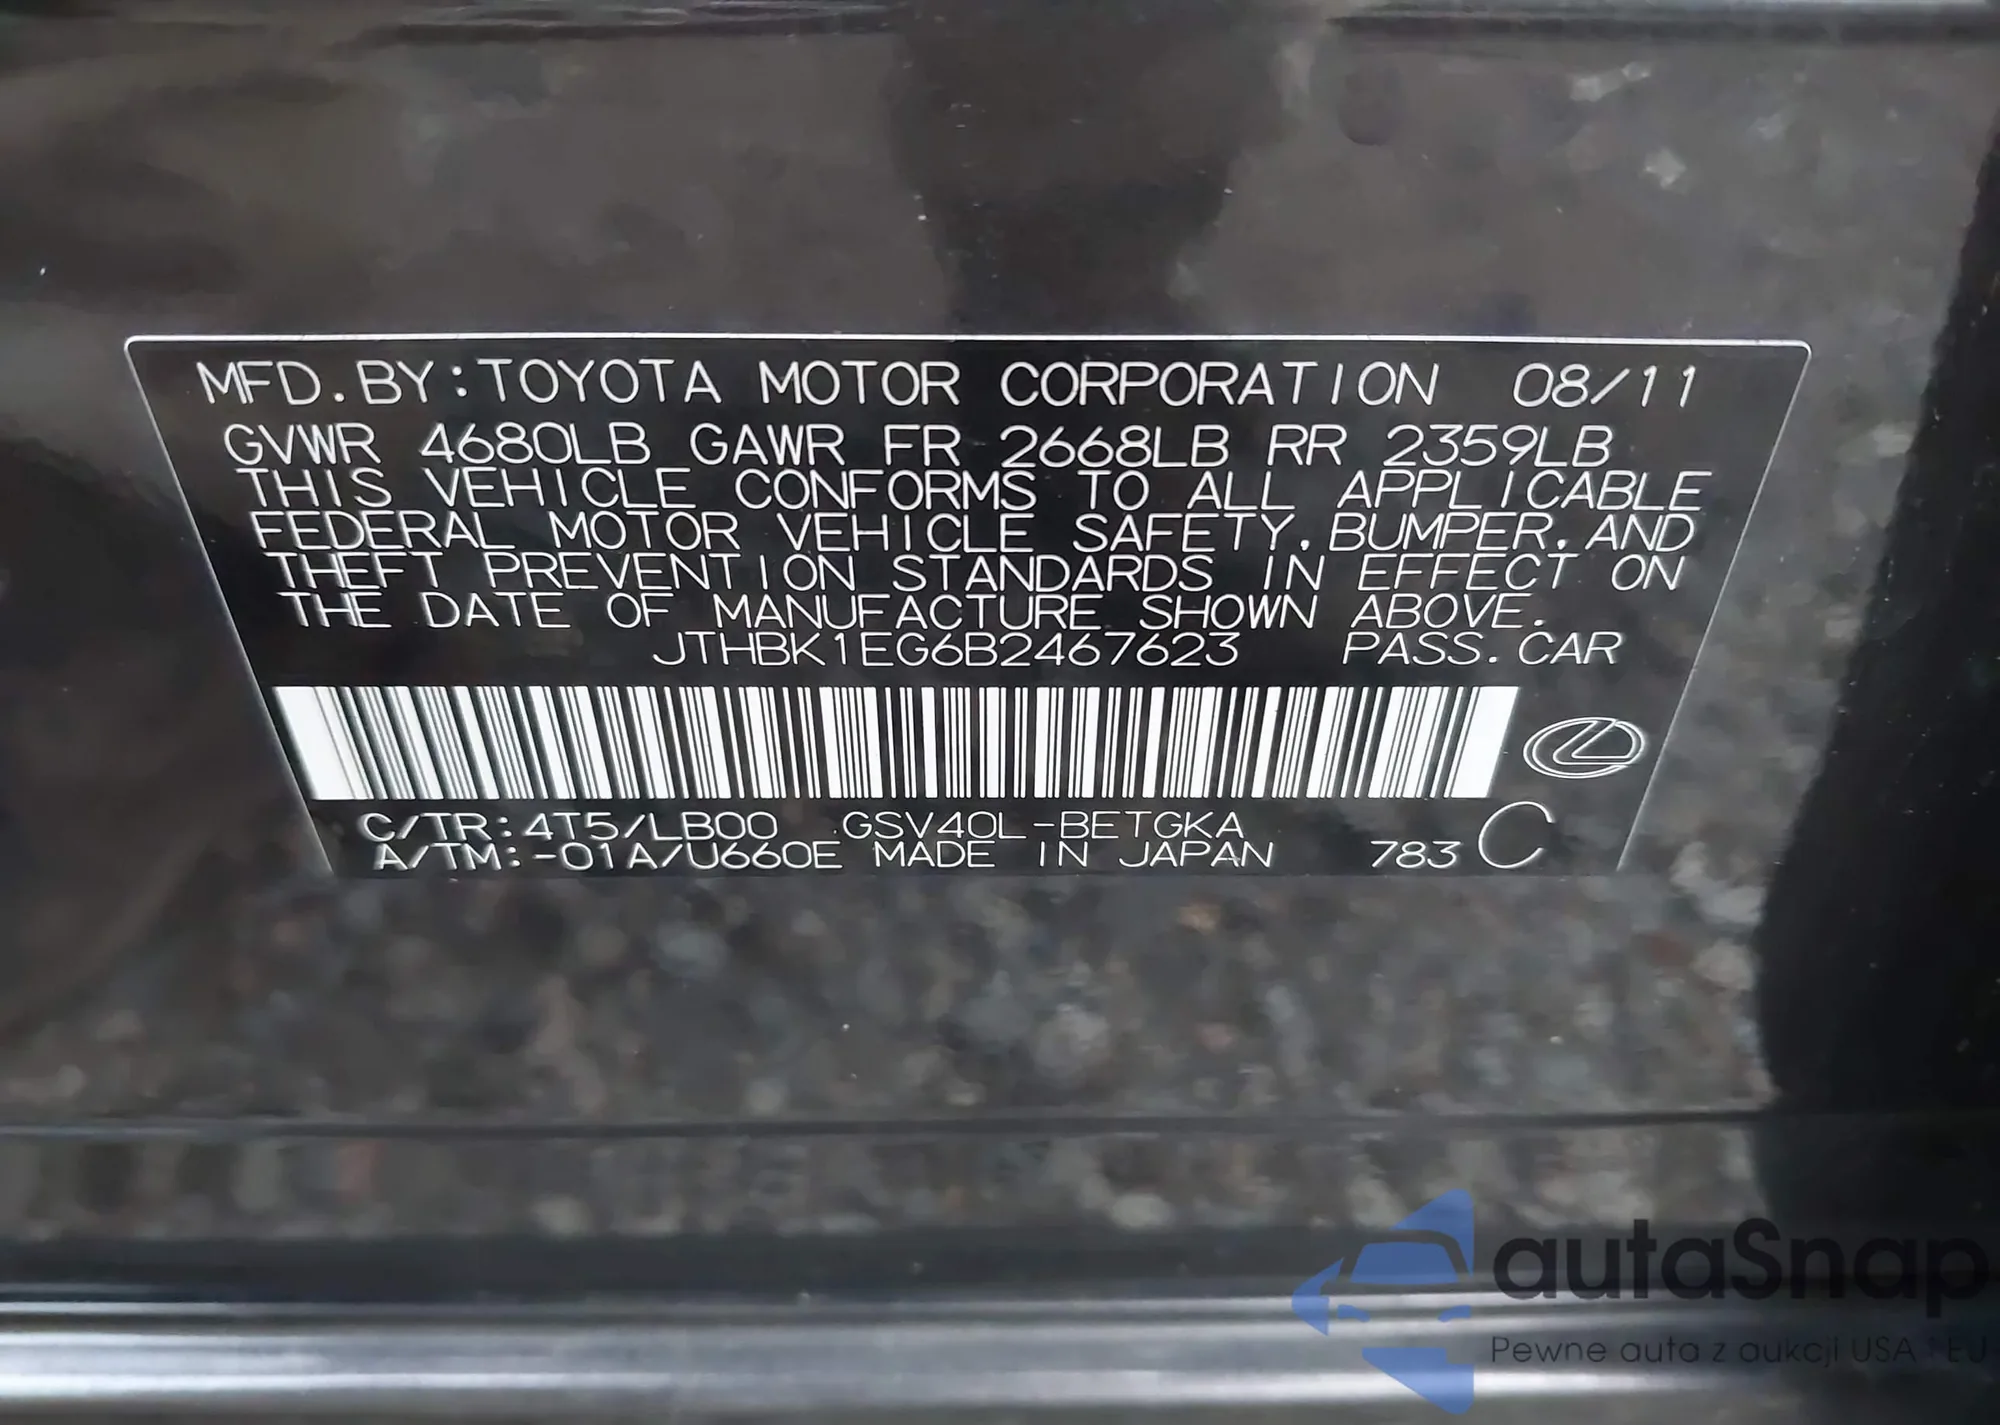 MFD. BY: TOYOTA MOTOR CORPORATION 08/11
GVWR 4680LB GAWR FR 2668LB RR 2359LB
THIS VEHICLE CONFORMS TO ALL APPLICABLE
FEDERAL MOTOR VEHICLE SAFETY, BUMPER, AND
THEFT PREVENTION STANDARDS IN EFFECT ON
THE DATE OF MANUFACTURE SHOWN ABOVE.
JTHBK1EG6B2467623 PASS. CAR
C/TR: 4T5/LB00 GSV40L-BETGKA
A/TM: -01A/U660E MADE IN JAPAN 783 C
autaSnap
Pewne auta z aukcji USA i EU